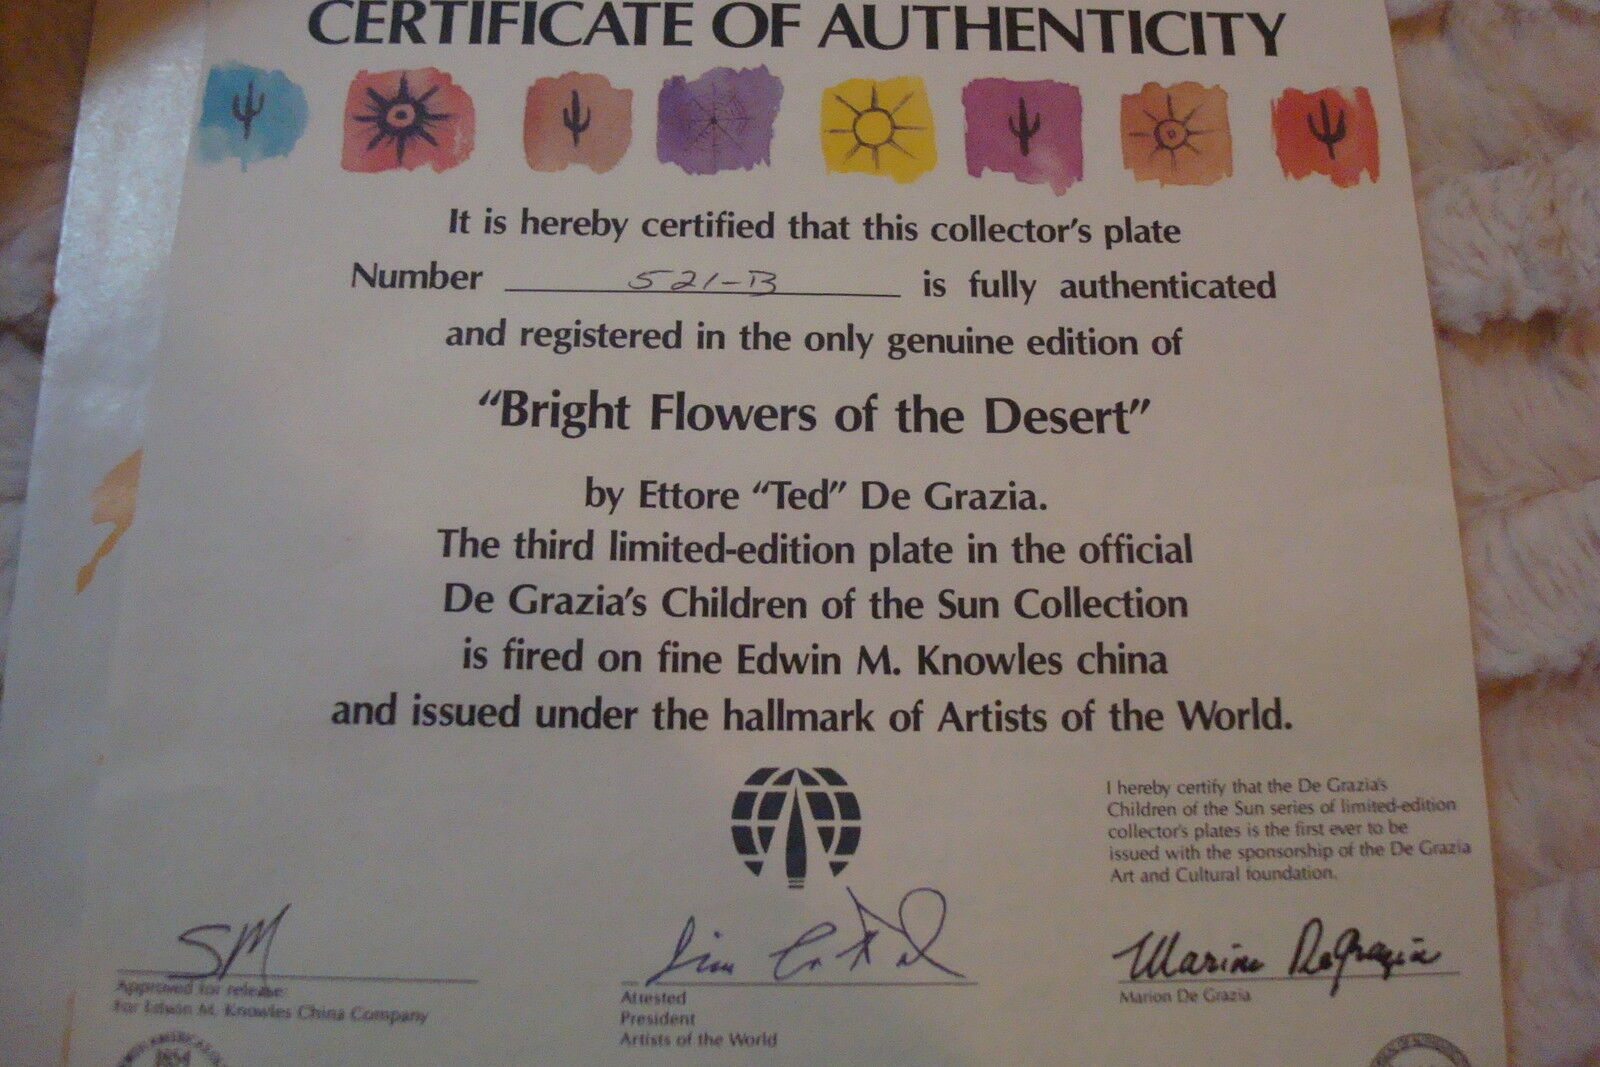 CERTIFICATE OF AUTHENTICITY
It is hereby certified that this collector's plate
Number 521-B is fully authenticated
and registered in the only genuine edition of
"Bright Flowers of the Desert"
by Ettore "Ted" De Grazia.
The third limited-edition plate in the official
De Grazia's Children of the Sun Collection
is fired on fine Edwin M. Knowles china
and issued under the hallmark of Artists of the World.
I hereby certify that the De Grazia's
Children of the Sun series of limited-edition
collector's plates is the first ever to be
issued with the sponsorship of the De Grazia
Art and Cultural foundation.
SM
Approved for release:
For Edwin M. Knowles China Company
Jim
Attested
President
Artists of the World
Marion DeGrazia
Marion De Grazia
1854